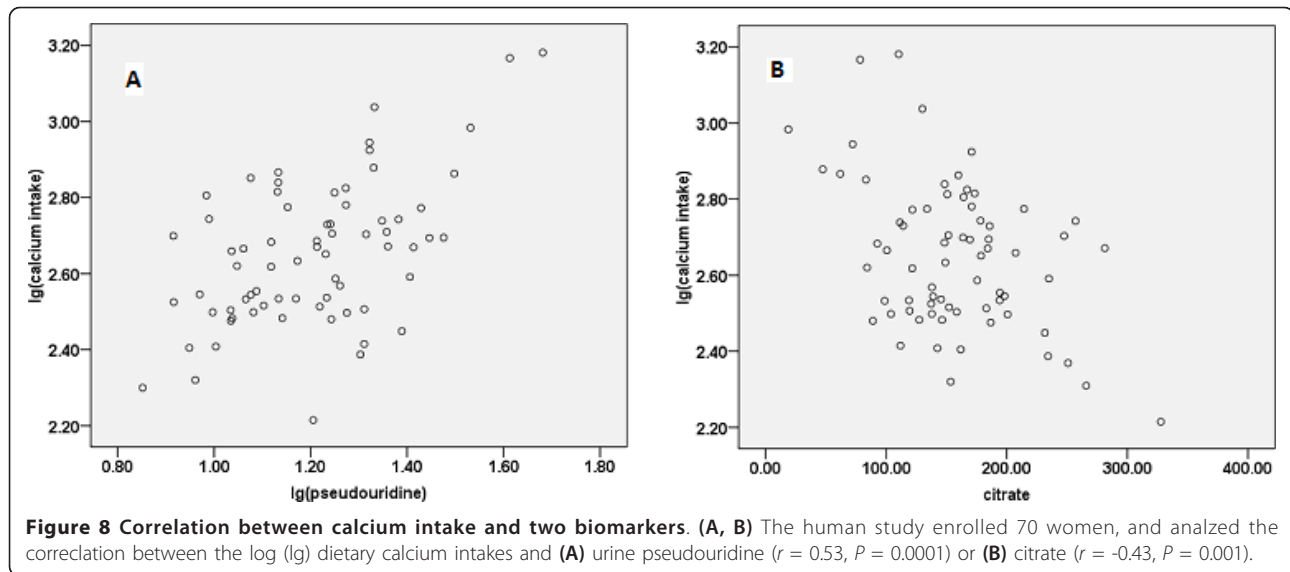 A
3.20
3.00
2.80
2.60
2.40
2.20
lg(calcium intake)
0.80 1.00 1.20 1.40 1.60 1.80
lg(pseudouridine)
B
3.20
3.00
2.80
2.60
2.40
2.20
lg(calcium intake)
0.00 100.00 200.00 300.00 400.00
citrate
Figure 8 Correlation between calcium intake and two biomarkers. (A, B) The human study enrolled 70 women, and analzed the
correclation between the log (lg) dietary calcium intakes and (A) urine pseudouridine (r = 0.53, P = 0.0001) or (B) citrate (r = -0.43, P = 0.001).